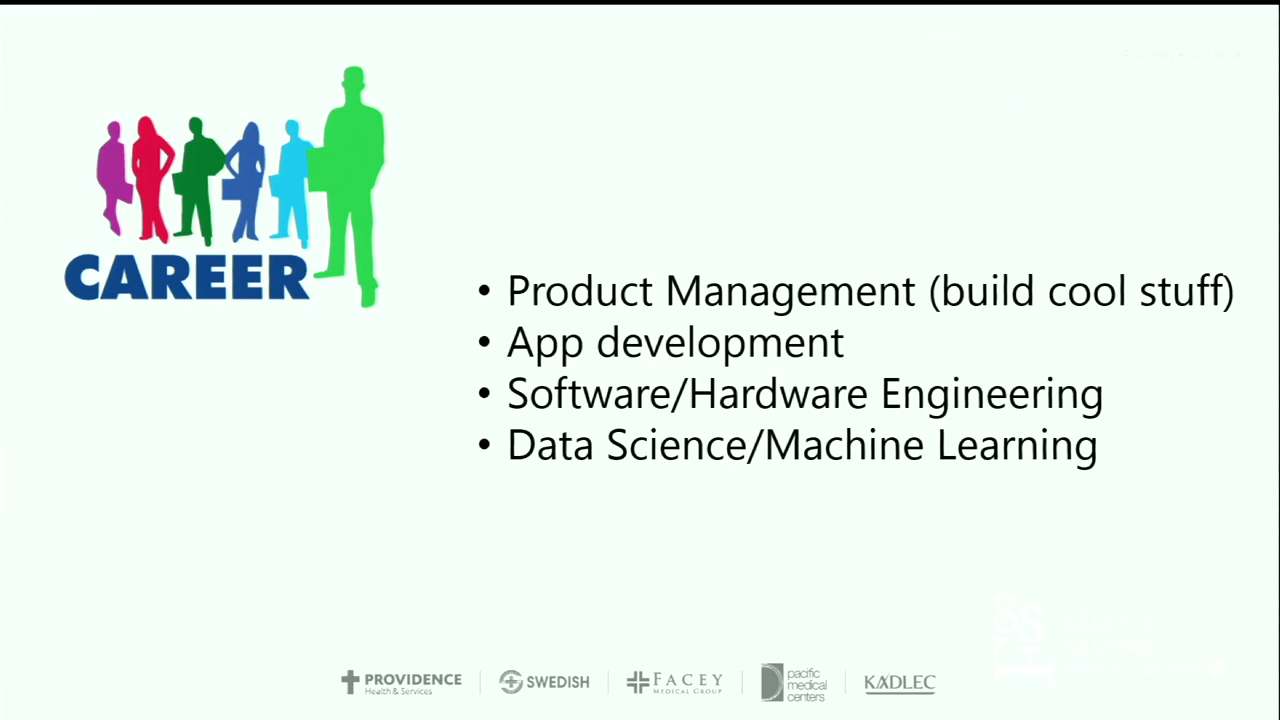 CAREER
• Product Management (build cool stuff)
• App development
• Software/Hardware Engineering
• Data Science/Machine Learning
PROVIDENCE
Health & Services
SWEDISH
FACEY
MEDICAL GROUP
pacific
medical
centers
KADLEC